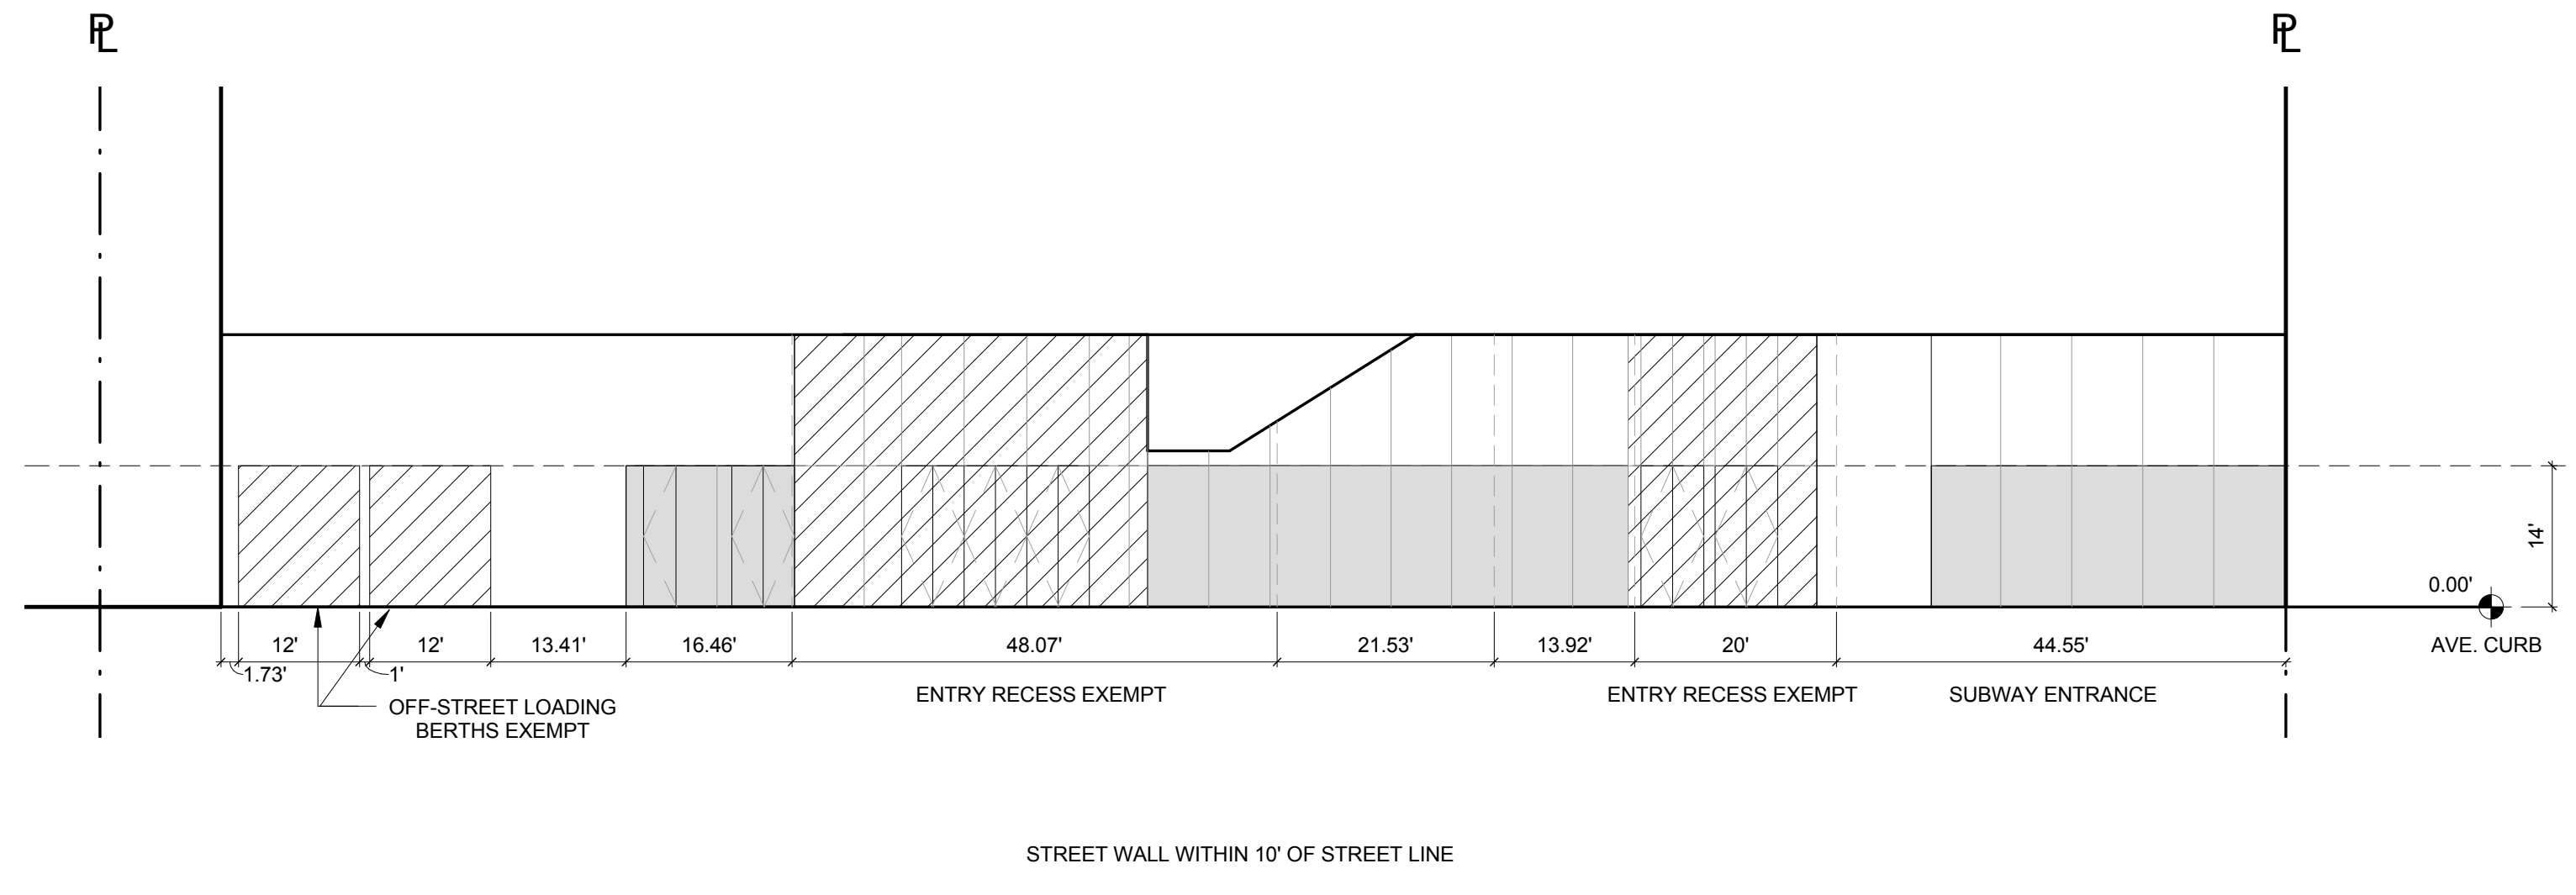 PL
PL
14'
0.00'
12'
12'
13.41'
16.46'
48.07'
21.53'
13.92'
20'
44.55'
AVE. CURB
1.73'
1'
OFF-STREET LOADING
BERTHS EXEMPT
ENTRY RECESS EXEMPT
ENTRY RECESS EXEMPT
SUBWAY ENTRANCE
STREET WALL WITHIN 10' OF STREET LINE